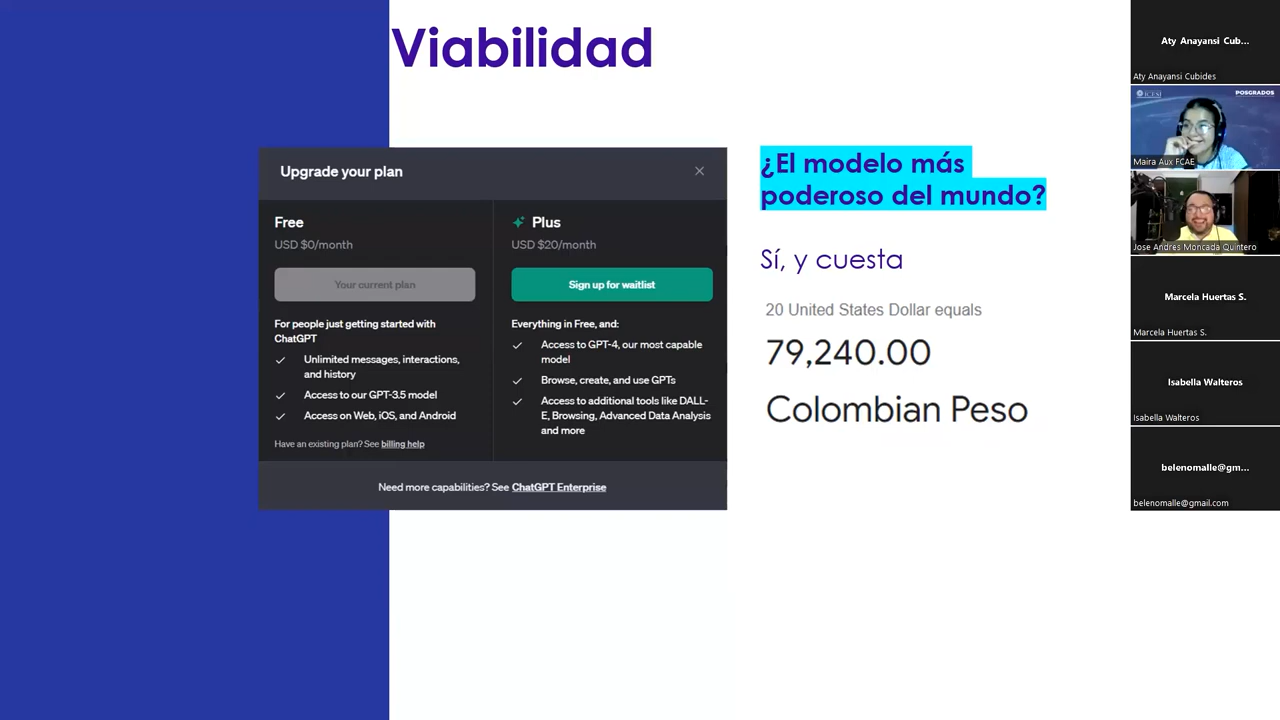 Viabilidad
Upgrade your plan
Free
USD $0/month
Your current plan
For people just getting started with
ChatGPT
Unlimited messages, interactions,
and history
Access to our GPT-3.5 model
Access on Web, iOS, and Android
Have an existing plan? See billing help
Plus
USD $20/month
Sign up for waitlist
Everything in Free, and:
Access to GPT-4, our most capable
model
Browse, create, and use GPTs
Access to additional tools like DALL-
E, Browsing, Advanced Data Analysis
and more
Need more capabilities? See ChatGPT Enterprise
¿El modelo más
poderoso del mundo?
Sí, y cuesta
20 United States Dollar equals
79,240.00
Colombian Peso
Aty Anayansi Cub...
Aty Anayansi Cubides
ICESI
POSGRADOS
Maira Aux FCAE
Jose Andres Moncada Quintero
Marcela Huertas S.
Marcela Huertas S.
Isabella Walteros
Isabella Walteros
belenomalle@gm...
belenomalle@gmail.com